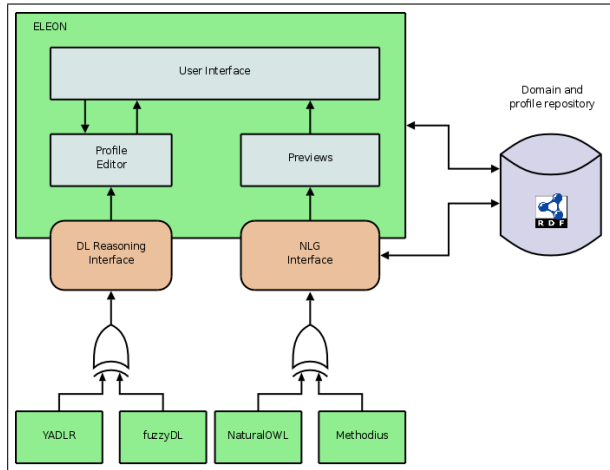 ELEON
User Interface
Domain and
profile repository
Profile
Editor
Previews
RDF
DL Reasoning
Interface
NLG
Interface
YADLR
fuzzyDL
NaturalOWL
Methodius